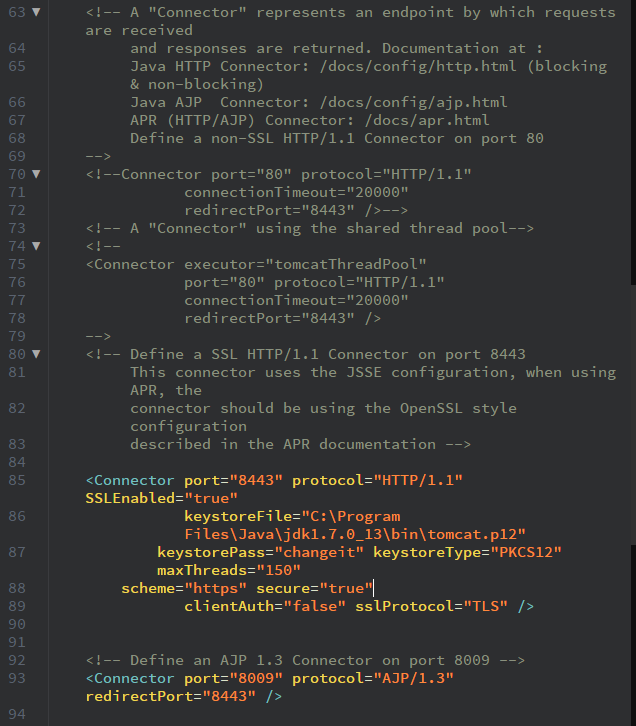 63 ▼ <!-- A "Connector" represents an endpoint by which requests
are received
64 and responses are returned. Documentation at :
65 Java HTTP Connector: /docs/config/http.html (blocking
& non-blocking)
66 Java AJP  Connector: /docs/config/ajp.html
67 APR (HTTP/AJP) Connector: /docs/apr.html
68 Define a non-SSL HTTP/1.1 Connector on port 80
69 -->
70 ▼ <!--Connector port="80" protocol="HTTP/1.1"
71 connectionTimeout="20000"
72 redirectPort="8443" />-->
73 <!-- A "Connector" using the shared thread pool-->
74 ▼ <!--
75 <Connector executor="tomcatThreadPool"
76 port="80" protocol="HTTP/1.1"
77 connectionTimeout="20000"
78 redirectPort="8443" />
79 -->
80 ▼ <!-- Define a SSL HTTP/1.1 Connector on port 8443
81 This connector uses the JSSE configuration, when using
APR, the
82 connector should be using the OpenSSL style
configuration
83 described in the APR documentation -->
84
85 <Connector port="8443" protocol="HTTP/1.1"
SSLEnabled="true"
86 keystoreFile="C:\Program
Files\Java\jdk1.7.0_13\bin\tomcat.p12"
87 keystorePass="changeit" keystoreType="PKCS12"
maxThreads="150"
88 scheme="https" secure="true"
89 clientAuth="false" sslProtocol="TLS" />
90
91
92 <!-- Define an AJP 1.3 Connector on port 8009 -->
93 <Connector port="8009" protocol="AJP/1.3"
redirectPort="8443" />
94